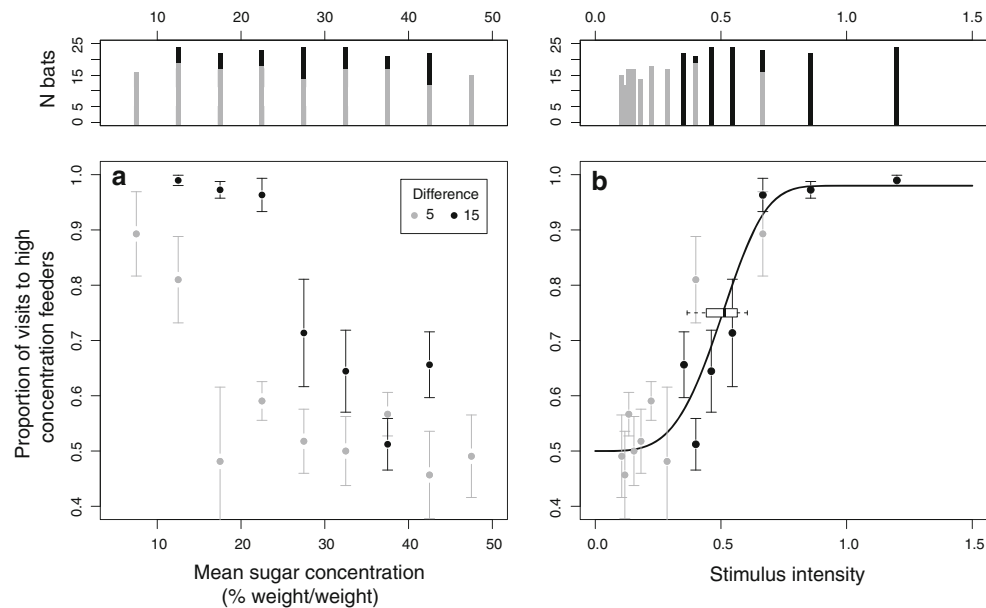 10 20 30 40 50
0.0 0.5 1.0 1.5
N bats
25
15
5
0
25
15
5
0
Proportion of visits to high
concentration feeders
1.0
0.9
0.8
0.7
0.6
0.5
0.4
a
Difference
5 15
1.0
0.9
0.8
0.7
0.6
0.5
0.4
b
10 20 30 40 50
0.0 0.5 1.0 1.5
Mean sugar concentration
(% weight/weight)
Stimulus intensity